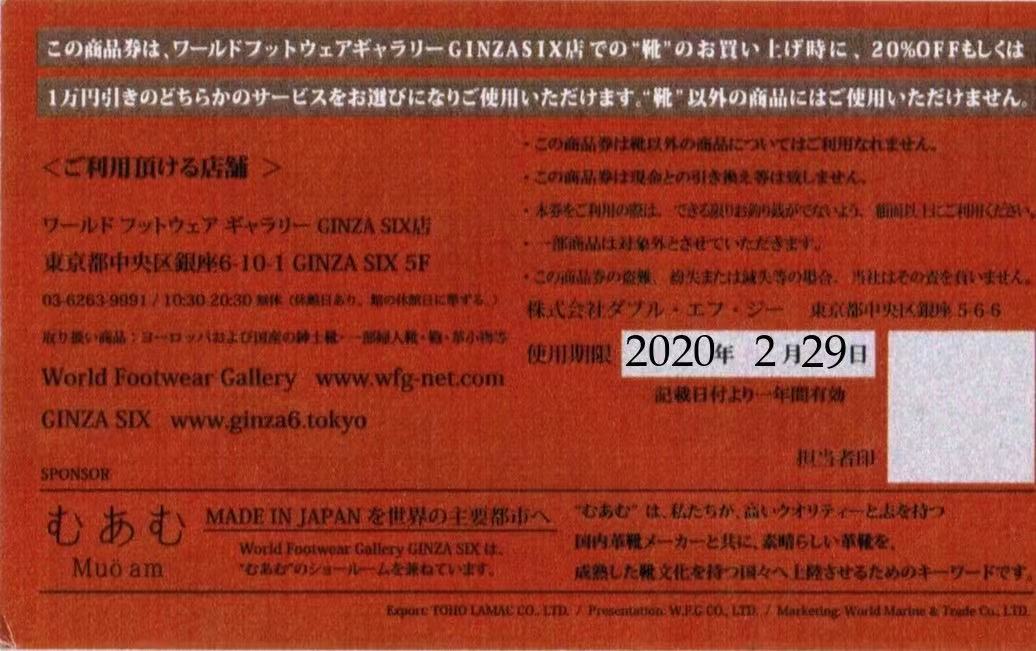 この商品券は、ワールドフットウェアギャラリーGINZASIX店での“靴”のお買い上げ時に、20%OFFもしくは
1万円引きのどちらかのサービスをお選びになりご使用いただけます。“靴”以外の商品にはご使用いただけません。
＜ご利用頂ける店舗 ＞
ワールド フットウェア ギャラリー GINZA SIX店
東京都中央区銀座6-10-1 GINZA SIX 5F
03-6263-9991 / 10:30-20:30 無休（休館日あり、館の休館日に準ずる。）
取り扱い商品：ヨーロッパおよび国産の紳士靴・一部婦人靴・鞄・革小物等
World Footwear Gallery www.wfg-net.com
GINZA SIX www.ginza6.tokyo
・この商品券は靴以外の商品についてはご利用なれません。
・この商品券は現金との引き換え等は致しません。
・本券をご利用の際は、できる限りお釣り銭がでないよう、額面以上にご利用ください
・一部商品は対象外とさせていただきます。
・この商品券の盗難、紛失または滅失等の場合、当社はその責を負いません。
株式会社ダブル・エフ・ジー 東京都中央区銀座 5-6-6
使用期限 2020年 2月29日
記載日付より一年間有効
担当者印
SPONSOR
むあむ
Muö am
MADE IN JAPAN を世界の主要都市へ
World Footwear Gallery GINZA SIX は、
“むあむ”のショールームを兼ねています。
“むあむ” は、私たちが、高いクオリティーと志を持つ
国内革靴メーカーと共に、素晴らしい革靴を、
成熟した靴文化を持つ国々へ上陸させるためのキーワードです。
Export: TOHO LAMAC CO., LTD. / Presentation: W.F.G CO., LTD. / Marketing: World Marine & Trade Co., LTD.